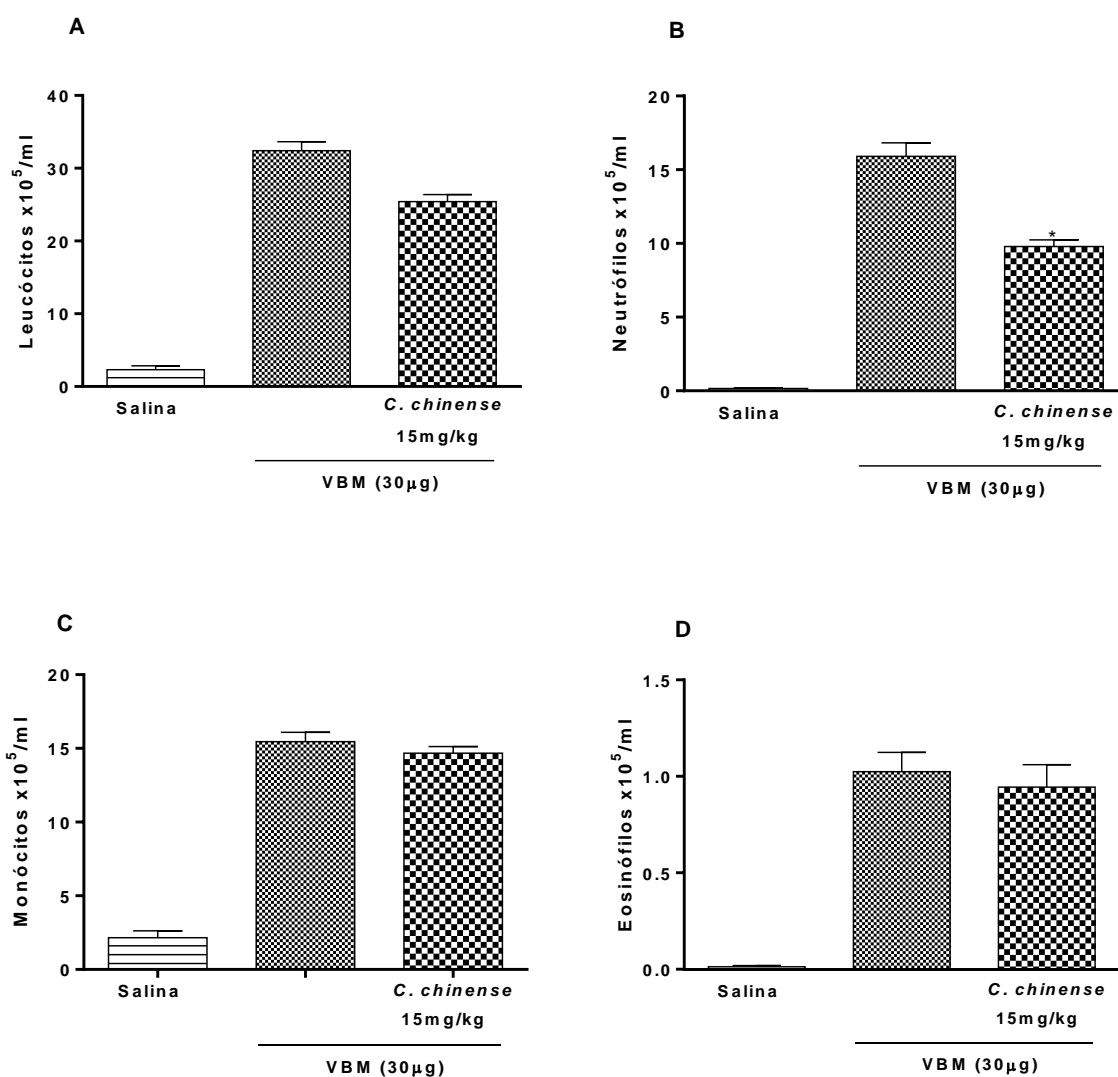 A
Leucócitos x10⁵/ml
40
30
20
10
0
Salina
C. chinense
15mg/kg
VBM (30µg)
B
Neutrófilos x10⁵/ml
20
15
10
5
0
*
Salina
C. chinense
15mg/kg
VBM (30µg)
C
Monócitos x10⁵/ml
20
15
10
5
0
Salina
C. chinense
15mg/kg
VBM (30µg)
D
Eosinófilos x10⁵/ml
1.5
1.0
0.5
0.0
Salina
C. chinense
15mg/kg
VBM (30µg)